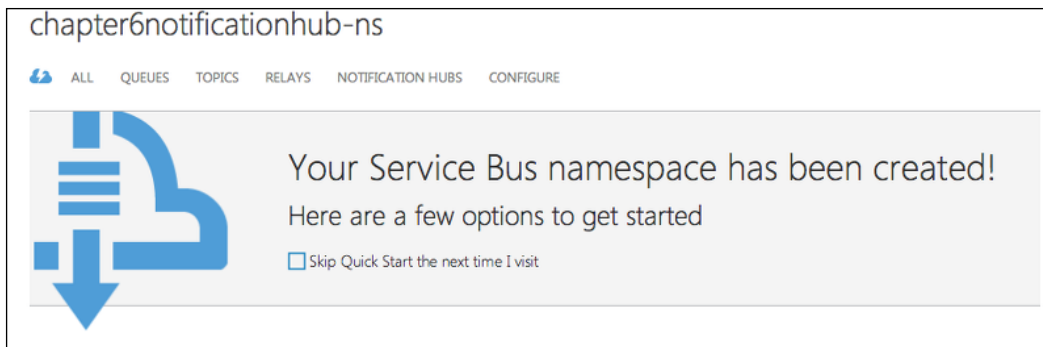 chapter6notificationhub-ns
ALL QUEUES TOPICS RELAYS NOTIFICATION HUBS CONFIGURE
Your Service Bus namespace has been created!
Here are a few options to get started
Skip Quick Start the next time I visit